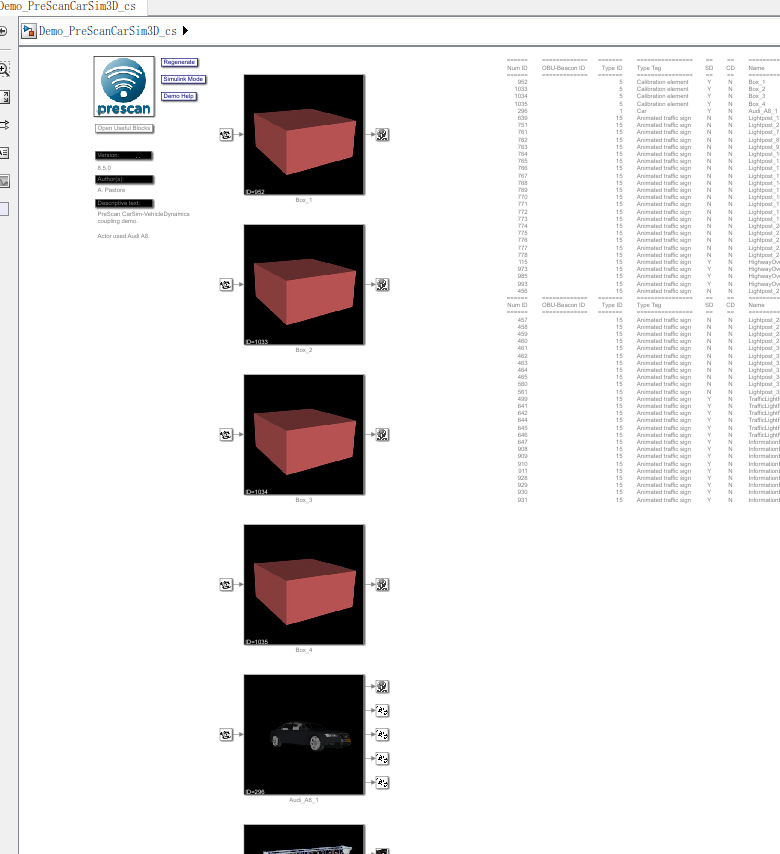 Demo_PreScanCarSim3D_cs
Demo_PreScanCarSim3D_cs
prescan
Regenerate
Simulink Mode
Demo Help
Open Useful Blocks
Version:
8.5.0
Author(s):
A. Pastore
Descriptive text:
PreScan CarSim-VehicleDynamics
coupling demo.
Actor used Audi A8.
ID=952
Box_1
ID=1033
Box_2
ID=1034
Box_3
ID=1035
Box_4
ID=296
Audi_A8_1
Num ID OBU-Beacon ID Type ID Type Tag SD CD Name
952 5 Calibration element Y N Box_1
1033 5 Calibration element Y N Box_2
1034 5 Calibration element Y N Box_3
1035 5 Calibration element Y N Box_4
296 1 Car Y N Audi_A8_1
639 15 Animated traffic sign N N Lightpost_1
751 15 Animated traffic sign N N Lightpost_2
761 15 Animated traffic sign N N Lightpost_7
762 15 Animated traffic sign N N Lightpost_8
763 15 Animated traffic sign N N Lightpost_9
764 15 Animated traffic sign N N Lightpost_1
765 15 Animated traffic sign N N Lightpost_1
766 15 Animated traffic sign N N Lightpost_1
767 15 Animated traffic sign N N Lightpost_1
768 15 Animated traffic sign N N Lightpost_1
769 15 Animated traffic sign N N Lightpost_1
770 15 Animated traffic sign N N Lightpost_1
771 15 Animated traffic sign N N Lightpost_1
772 15 Animated traffic sign N N Lightpost_1
773 15 Animated traffic sign N N Lightpost_1
774 15 Animated traffic sign N N Lightpost_2
775 15 Animated traffic sign N N Lightpost_2
776 15 Animated traffic sign N N Lightpost_2
777 15 Animated traffic sign N N Lightpost_2
778 15 Animated traffic sign N N Lightpost_2
115 15 Animated traffic sign Y N HighwayOv
973 15 Animated traffic sign Y N HighwayOv
985 15 Animated traffic sign Y N HighwayOv
993 15 Animated traffic sign Y N HighwayOv
456 15 Animated traffic sign N N Lightpost_2
Num ID OBU-Beacon ID Type ID Type Tag SD CD Name
457 15 Animated traffic sign N N Lightpost_2
458 15 Animated traffic sign N N Lightpost_2
459 15 Animated traffic sign N N Lightpost_2
460 15 Animated traffic sign N N Lightpost_2
461 15 Animated traffic sign N N Lightpost_3
462 15 Animated traffic sign N N Lightpost_3
463 15 Animated traffic sign N N Lightpost_3
464 15 Animated traffic sign N N Lightpost_3
465 15 Animated traffic sign N N Lightpost_3
560 15 Animated traffic sign N N Lightpost_3
561 15 Animated traffic sign N N Lightpost_3
499 15 Animated traffic sign Y N TrafficLight
641 15 Animated traffic sign Y N TrafficLight
642 15 Animated traffic sign Y N TrafficLight
644 15 Animated traffic sign Y N TrafficLight
645 15 Animated traffic sign Y N TrafficLight
646 15 Animated traffic sign Y N TrafficLight
647 15 Animated traffic sign Y N Information
908 15 Animated traffic sign Y N Information
909 15 Animated traffic sign Y N Information
910 15 Animated traffic sign Y N Information
911 15 Animated traffic sign Y N Information
928 15 Animated traffic sign Y N Information
929 15 Animated traffic sign Y N Information
930 15 Animated traffic sign Y N Information
931 15 Animated traffic sign Y N Information